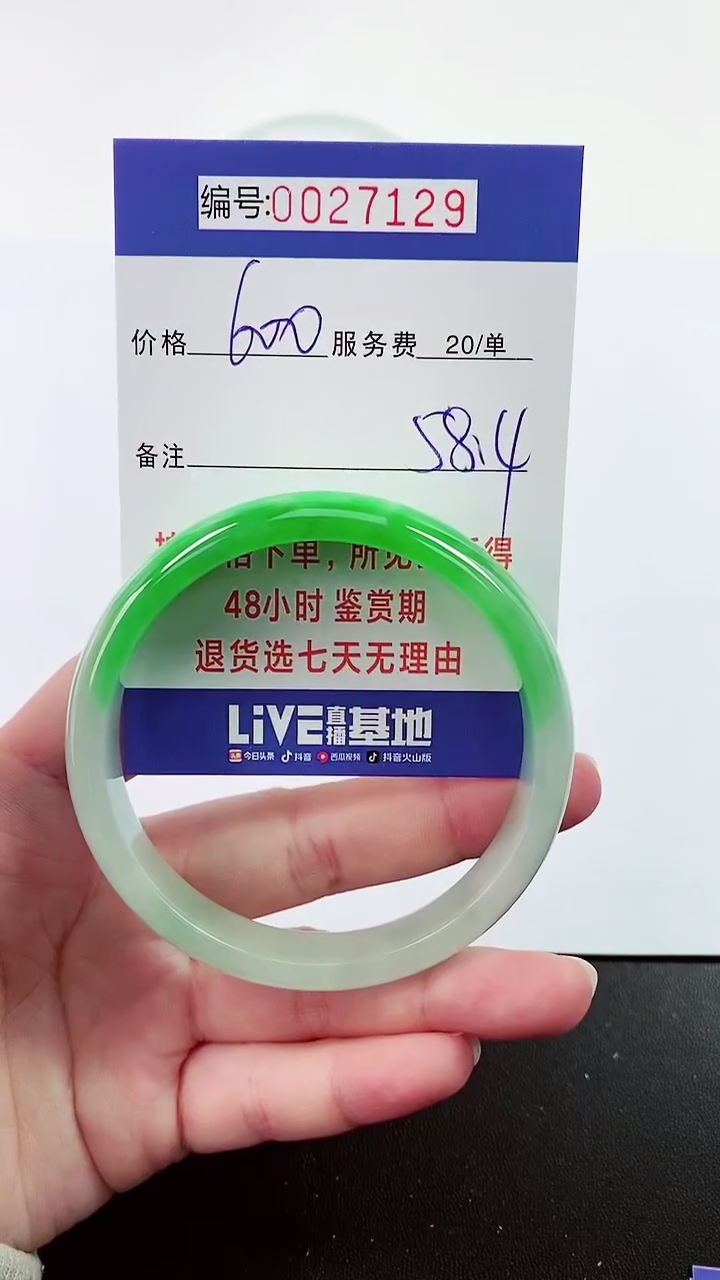 编号:0027129
价格 600 服务费 20/单
备注 58.4
下单，所见 得
48小时 鉴赏期
退货选七天无理由
LiVE直播基地
头条 今日头条 抖音 西瓜视频 抖音火山版